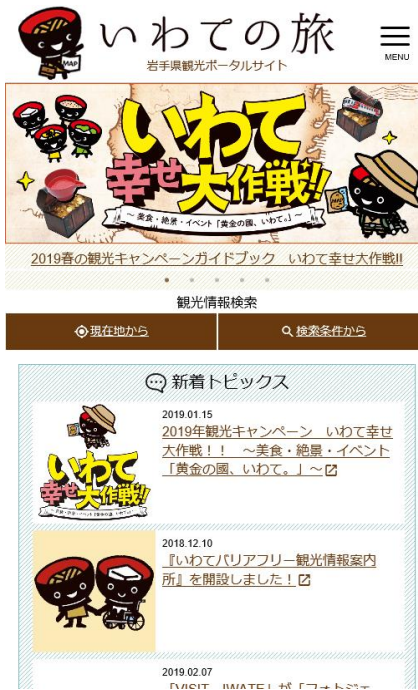 いわての旅
岩手県観光ポータルサイト
MAP
MENU
いわて
幸せ大作戦!!
～ 美食・絶景・イベント「黄金の國、いわて。」～
2019春の観光キャンペーンガイドブック　いわて幸せ大作戦!!
観光情報検索
現在地から
検索条件から
新着トピックス
いわて
幸せ大作戦!!
2019.01.15
2019年観光キャンペーン　いわて幸せ
大作戦！！　～美食・絶景・イベント
「黄金の國、いわて。」～
2018.12.10
『いわてバリアフリー観光情報案内
所』を開設しました！
2019.02.07
「VISIT　IWATE」が「フォトジェ